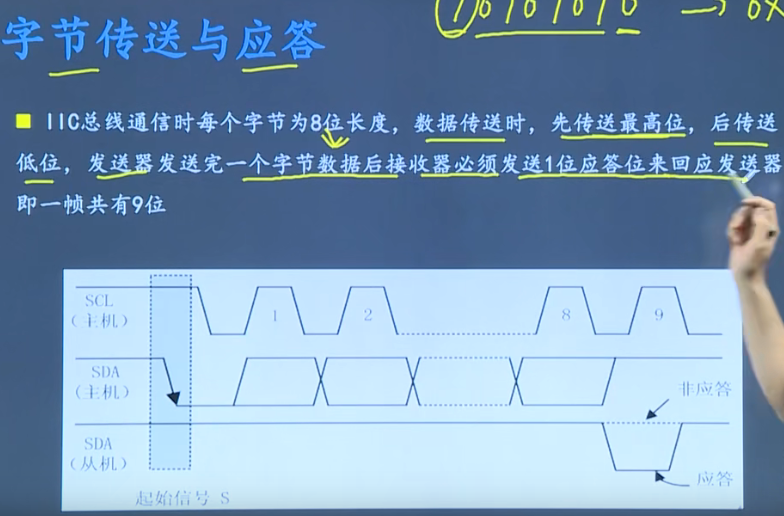 字节传送与应答
①0101010 → 0x
IIC总线通信时每个字节为8位长度，数据传送时，先传送最高位，后传送
低位，发送器发送完一个字节数据后接收器必须发送1位应答位来回应发送器
即一帧共有9位
SCL
（主机）
1 2 8 9
SDA
（主机）
非应答
SDA
（从机）
应答
起始信号 S